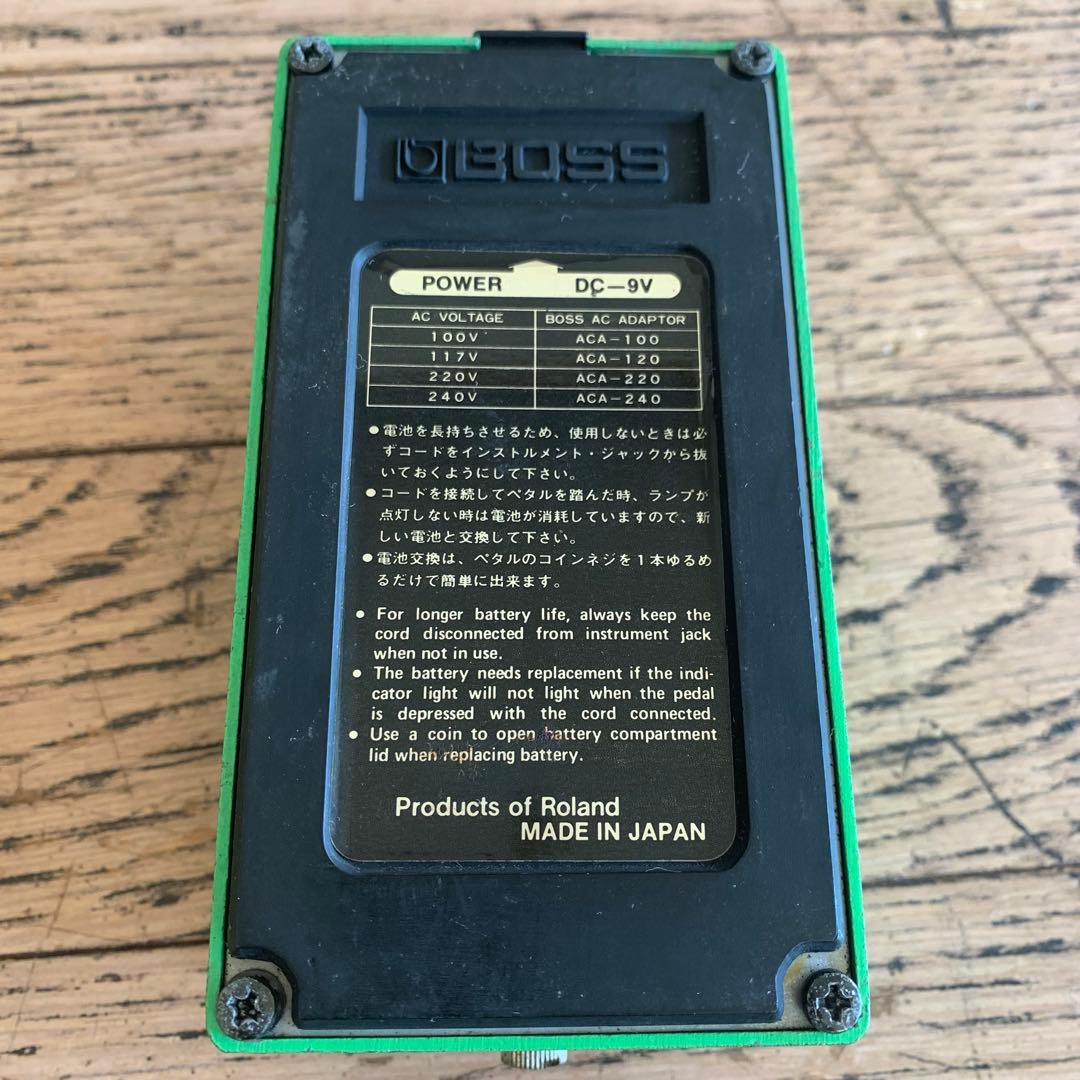 BOSS
POWER DC-9V
AC VOLTAGE BOSS AC ADAPTOR
100V ACA-100
117V ACA-120
220V ACA-220
240V ACA-240
●電池を長持ちさせるため、使用しないときは必
ずコードをインストルメント・ジャックから抜
いておくようにして下さい。
●コードを接続してペタルを踏んだ時、ランプが
点灯しない時は電池が消耗していますので、新
しい電池と交換して下さい。
●電池交換は、ペタルのコインネジを1本ゆるめ
るだけで簡単に出来ます。
● For longer battery life, always keep the
cord disconnected from instrument jack
when not in use.
● The battery needs replacement if the indi-
cator light will not light when the pedal
is depressed with the cord connected.
● Use a coin to open battery compartment
lid when replacing battery.
Products of Roland
MADE IN JAPAN